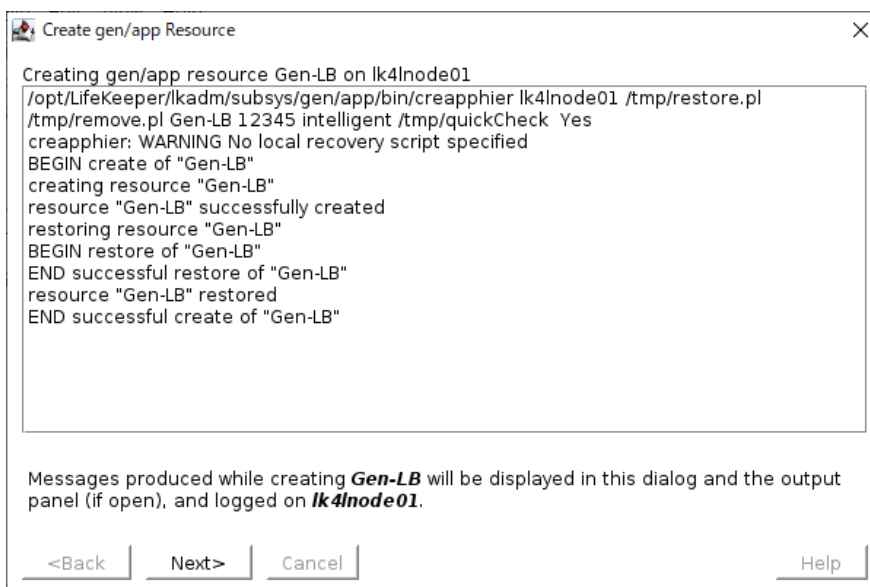 Create gen/app Resource
Creating gen/app resource Gen-LB on lk4lnode01
/opt/LifeKeeper/lkadm/subsys/gen/app/bin/creapphier lk4lnode01 /tmp/restore.pl
/tmp/remove.pl Gen-LB 12345 intelligent /tmp/quickCheck  Yes
creapphier: WARNING No local recovery script specified
BEGIN create of "Gen-LB"
creating resource "Gen-LB"
resource "Gen-LB" successfully created
restoring resource "Gen-LB"
BEGIN restore of "Gen-LB"
END successful restore of "Gen-LB"
resource "Gen-LB" restored
END successful create of "Gen-LB"
Messages produced while creating Gen-LB will be displayed in this dialog and the output
panel (if open), and logged on lk4lnode01.
<Back Next> Cancel Help